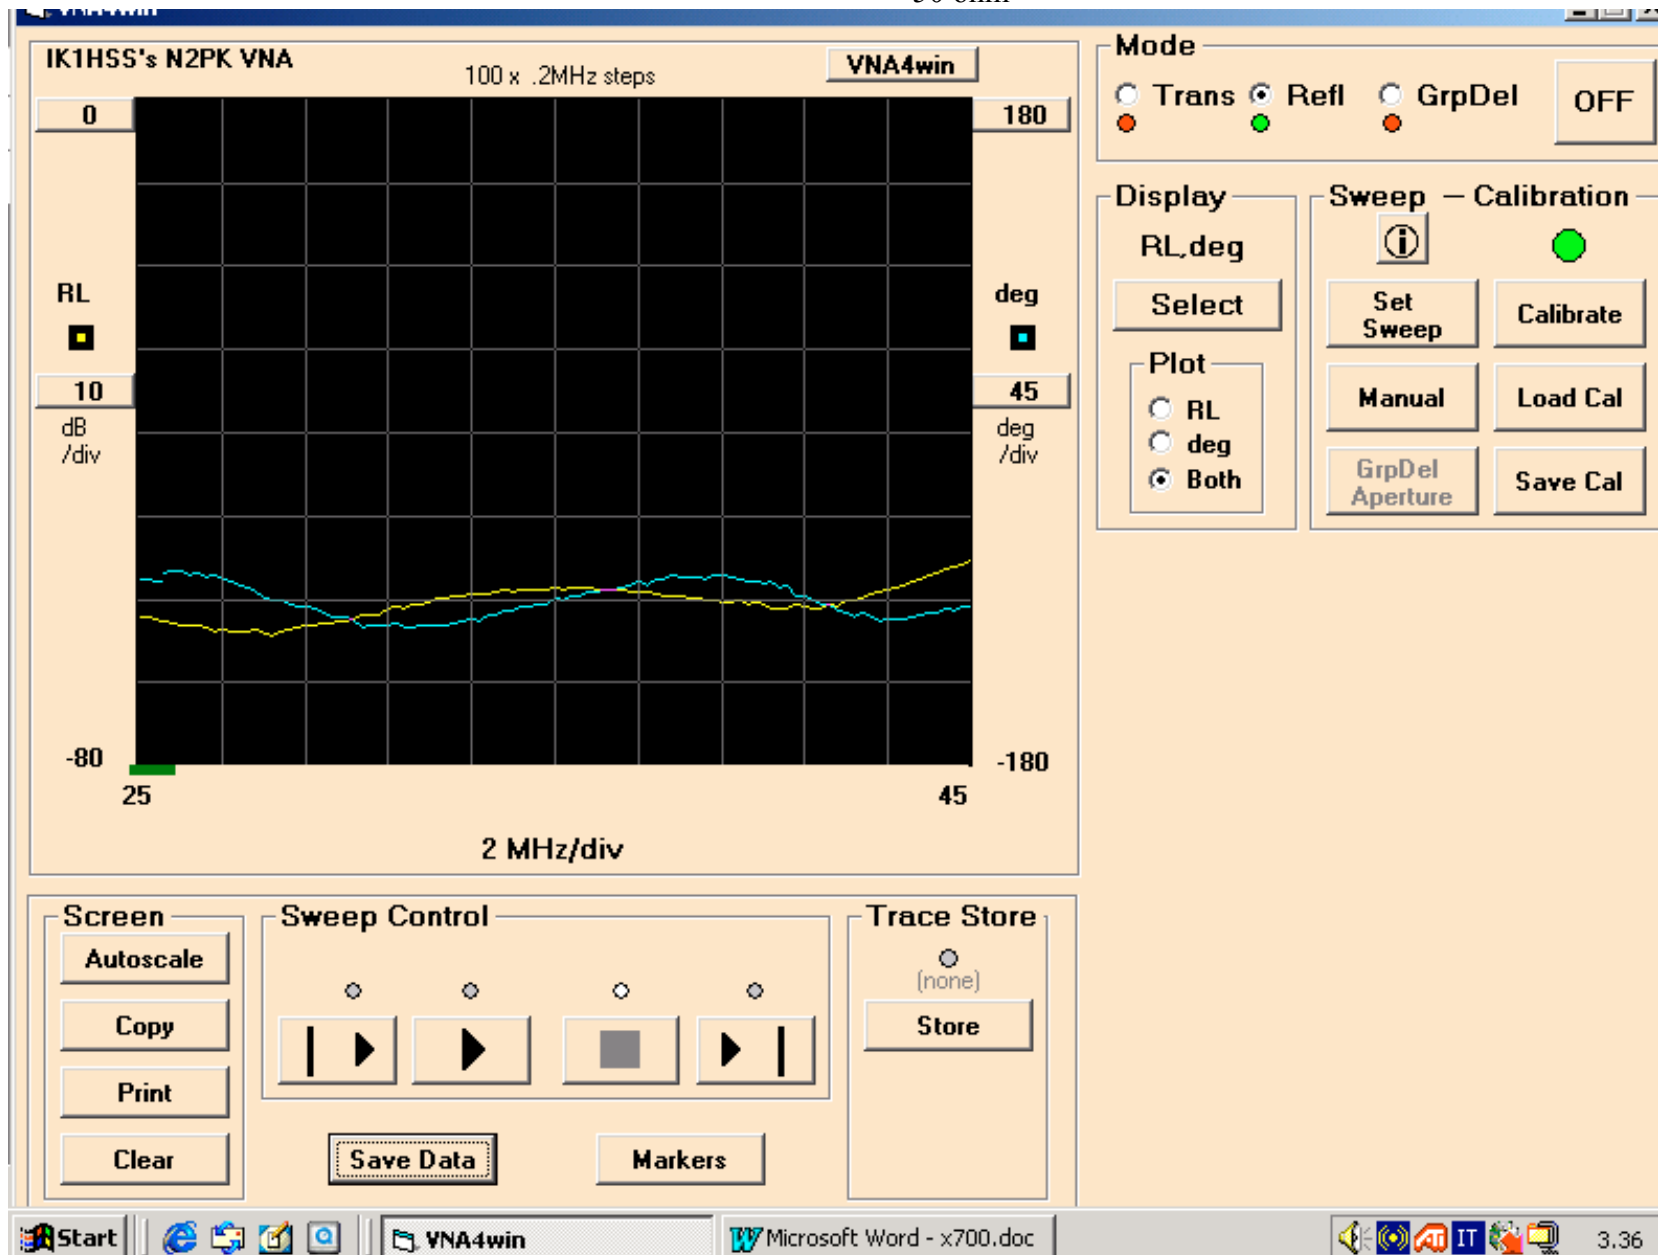 50 ohm
VNA4win
IK1HSS's N2PK VNA
100 x .2MHz steps
VNA4win
0
180
RL
deg
10
45
dB
/div
deg
/div
-80
-180
25
45
2 MHz/div
Mode
Trans
Refl
GrpDel
OFF
Display
RL,deg
Select
Plot
RL
deg
Both
Sweep
Calibration
Set
Sweep
Calibrate
Manual
Load Cal
GrpDel
Aperture
Save Cal
Screen
Autoscale
Copy
Print
Clear
Sweep Control
Save Data
Markers
Trace Store
(none)
Store
Start
VNA4win
Microsoft Word - x700.doc
IT
3.36